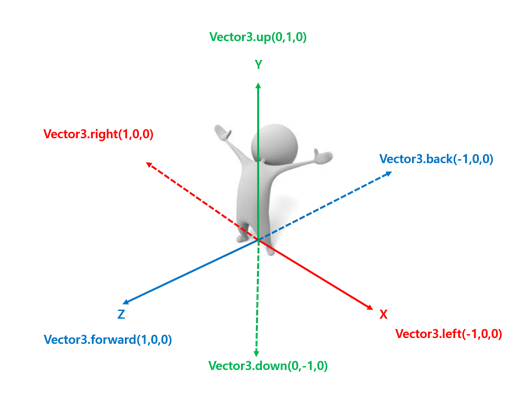 Vector3.up(0,1,0)
Y
Vector3.right(1,0,0)
Vector3.back(-1,0,0)
Z
X
Vector3.forward(1,0,0)
Vector3.left(-1,0,0)
Vector3.down(0,-1,0)